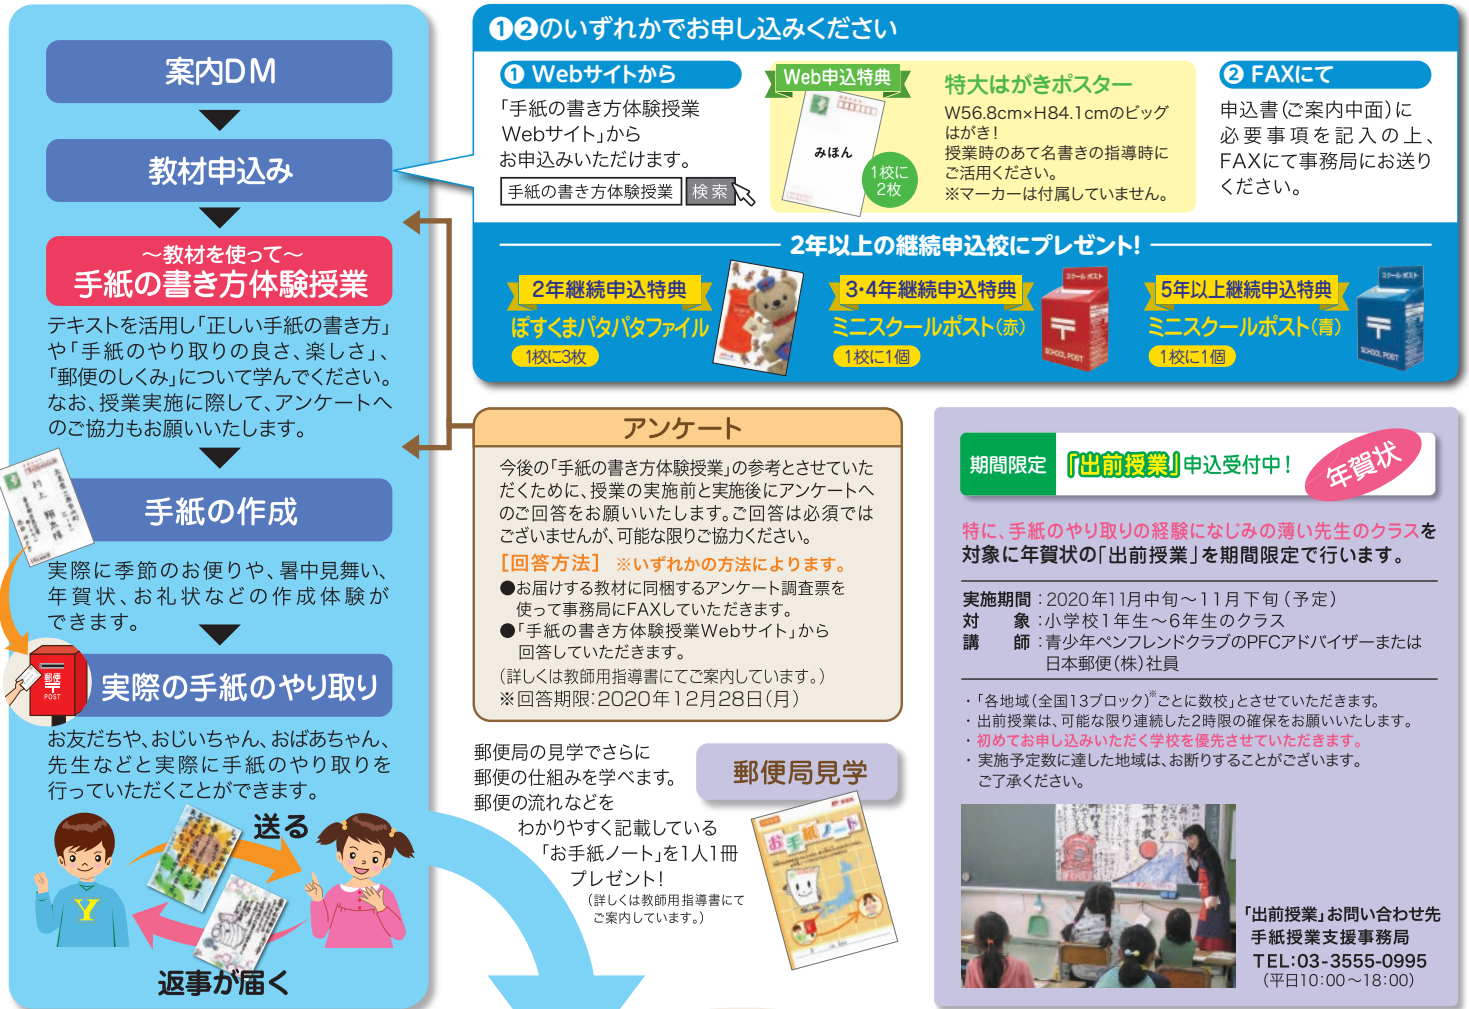 案内DM
教材申込み
～教材を使って～
手紙の書き方体験授業
テキストを活用し「正しい手紙の書き方」
や「手紙のやり取りの良さ、楽しさ」、
「郵便のしくみ」について学んでください。
なお、授業実施に際して、アンケートへ
のご協力もお願いいたします。
手紙の作成
実際に季節のお便りや、暑中見舞い、
年賀状、お礼状などの作成体験が
できます。
郵便
〒
POST
実際の手紙のやり取り
お友だちや、おじいちゃん、おばあちゃん、
先生などと実際に手紙のやり取りを
行っていただくことができます。
送る
Y
返事が届く
❶❷のいずれかでお申し込みください
❶ Webサイトから
「手紙の書き方体験授業
Webサイト」から
お申込みいただけます。
手紙の書き方体験授業 検索
Web申込特典
みほん
1校に
2枚
特大はがきポスター
W56.8cm×H84.1cmのビッグ
はがき！
授業時のあて名書きの指導時に
ご活用ください。
※マーカーは付属していません。
❷ FAXにて
申込書（ご案内中面）に
必要事項を記入の上、
FAXにて事務局にお送り
ください。
2年以上の継続申込校にプレゼント！
2年継続申込特典
ぽすくまパタパタファイル
1校に3枚
3・4年継続申込特典
ミニスクールポスト（赤）
1校に1個
スクールポスト
〒
SCHOOL POST
5年以上継続申込特典
ミニスクールポスト（青）
1校に1個
スクールポスト
〒
SCHOOL POST
アンケート
今後の「手紙の書き方体験授業」の参考とさせていた
だくために、授業の実施前と実施後にアンケートへ
のご回答をお願いいたします。ご回答は必須では
ございませんが、可能な限りご協力ください。
［回答方法］ ※いずれかの方法によります。
●お届けする教材に同梱するアンケート調査票を
使って事務局にFAXしていただきます。
●「手紙の書き方体験授業Webサイト」から
回答していただきます。
（詳しくは教師用指導書にてご案内しています。）
※回答期限：2020年12月28日（月）
郵便局の見学でさらに
郵便の仕組みを学べます。
郵便の流れなどを
わかりやすく記載している
「お手紙ノート」を1人1冊
プレゼント！
（詳しくは教師用指導書にて
ご案内しています。）
郵便局見学
お手紙ノート
期間限定 「出前授業」申込受付中！
年賀状
特に、手紙のやり取りの経験になじみの薄い先生のクラスを
対象に年賀状の「出前授業」を期間限定で行います。
実施期間：2020年11月中旬～11月下旬（予定）
対　象：小学校1年生～6年生のクラス
講　師：青少年ペンフレンドクラブのPFCアドバイザーまたは
日本郵便（株）社員
・「各地域（全国13ブロック）※ごとに数校」とさせていただきます。
・出前授業は、可能な限り連続した2時限の確保をお願いいたします。
・初めてお申し込みいただく学校を優先させていただきます。
・実施予定数に達した地域は、お断りすることがございます。
ご了承ください。
「出前授業」お問い合わせ先
手紙授業支援事務局
TEL:03-3555-0995
（平日10：00～18：00）